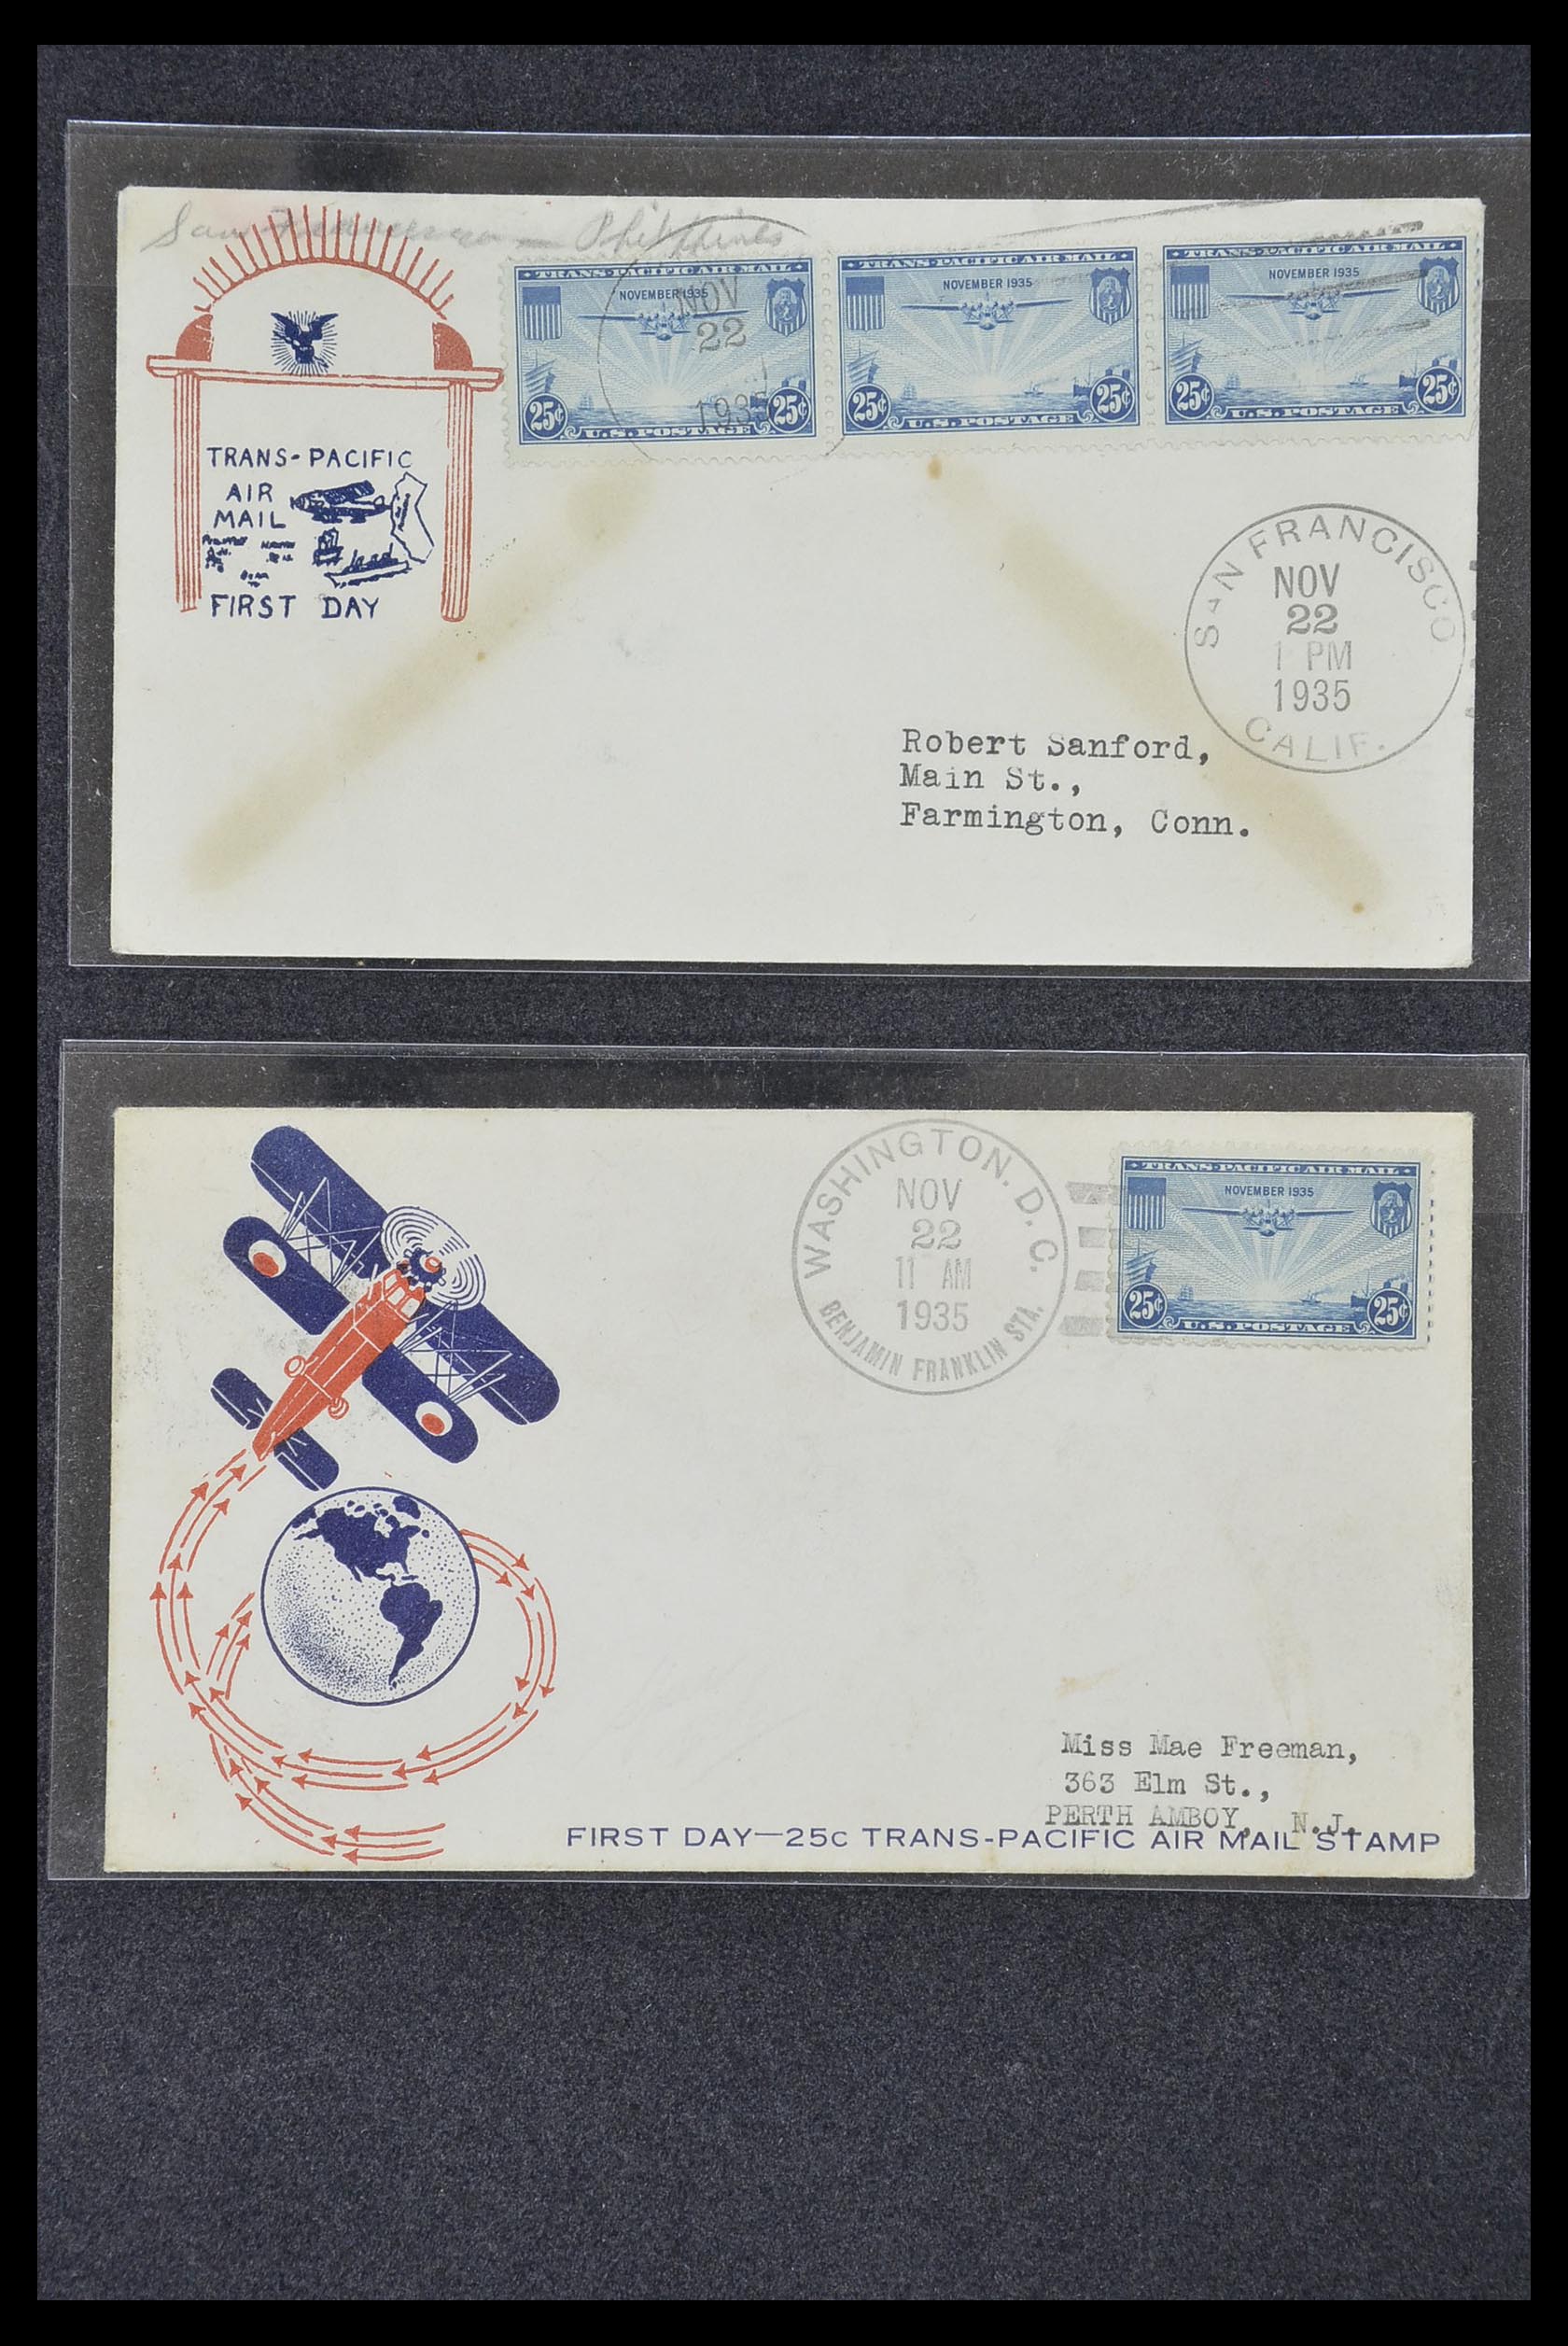 San Francisco — Philippines
TRANS-PACIFIC AIR MAIL
NOVEMBER 1935
25¢ 25¢
U.S. POSTAGE
TRANS-PACIFIC AIR MAIL
NOVEMBER 1935
25¢ 25¢
U.S. POSTAGE
TRANS-PACIFIC AIR MAIL
NOVEMBER 1935
25¢ 25¢
U.S. POSTAGE
NOV
22
1935
TRANS-PACIFIC
AIR
MAIL
FIRST DAY
SAN FRANCISCO
NOV
22
1 PM
1935
CALIF.
Robert Sanford,
Main St.,
Farmington, Conn.
WASHINGTON. D.C.
NOV
22
11 AM
1935
BENJAMIN FRANKLIN STA.
TRANS-PACIFIC AIR MAIL
NOVEMBER 1935
25¢ 25¢
U.S. POSTAGE
Miss Mae Freeman,
363 Elm St.,
PERTH AMBOY, N.J.
FIRST DAY—25c TRANS-PACIFIC AIR MAIL STAMP